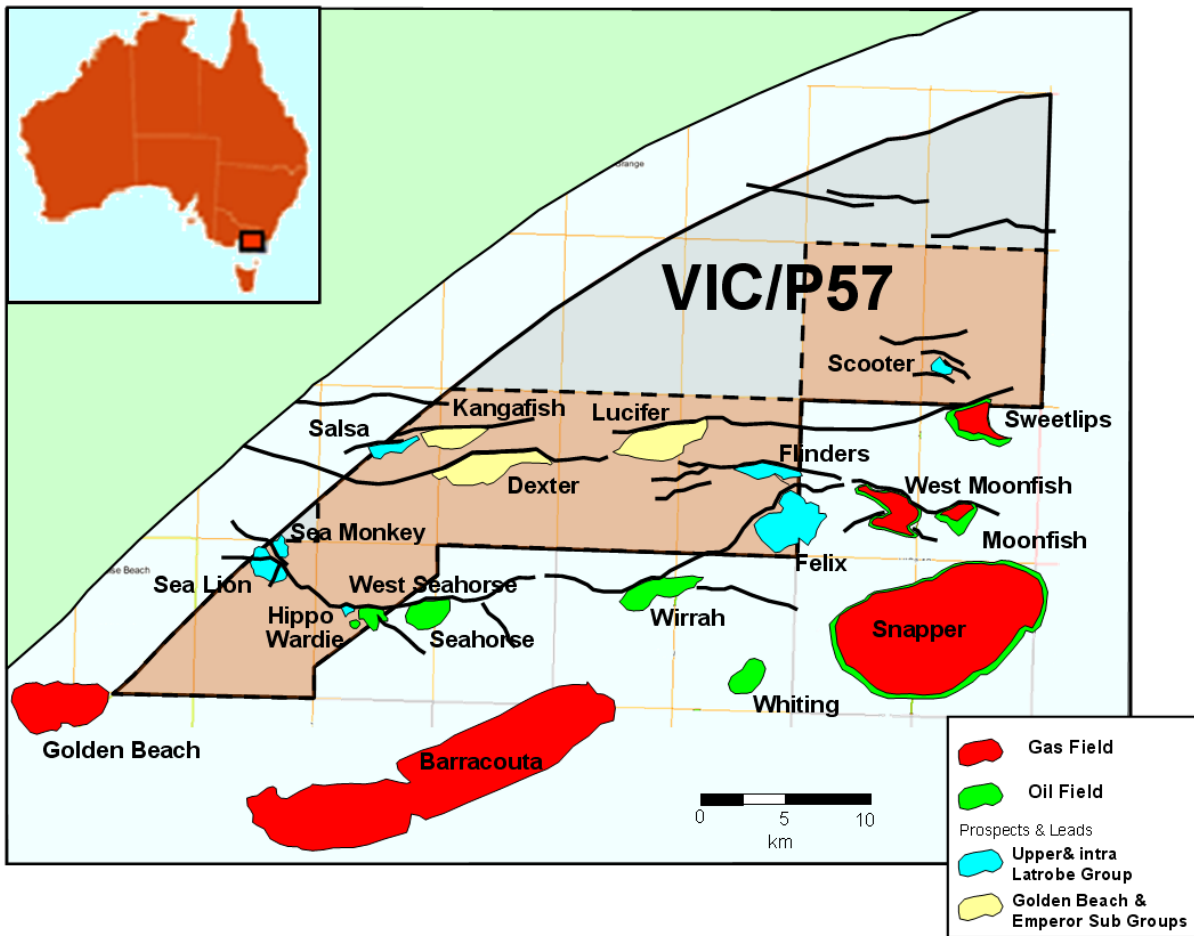 VIC/P57
Scooter
Kangafish
Lucifer
Sweetlips
Salsa
Flinders
Dexter
West Moonfish
Sea Monkey
Moonfish
Felix
Sea Lion
West Seahorse
Hippo
Wardie
Seahorse
Wirrah
Snapper
Whiting
Golden Beach
Barracouta
0
5
10
km
Gas Field
Oil Field
Prospects & Leads
Upper& intra
Latrobe Group
Golden Beach &
Emperor Sub Groups